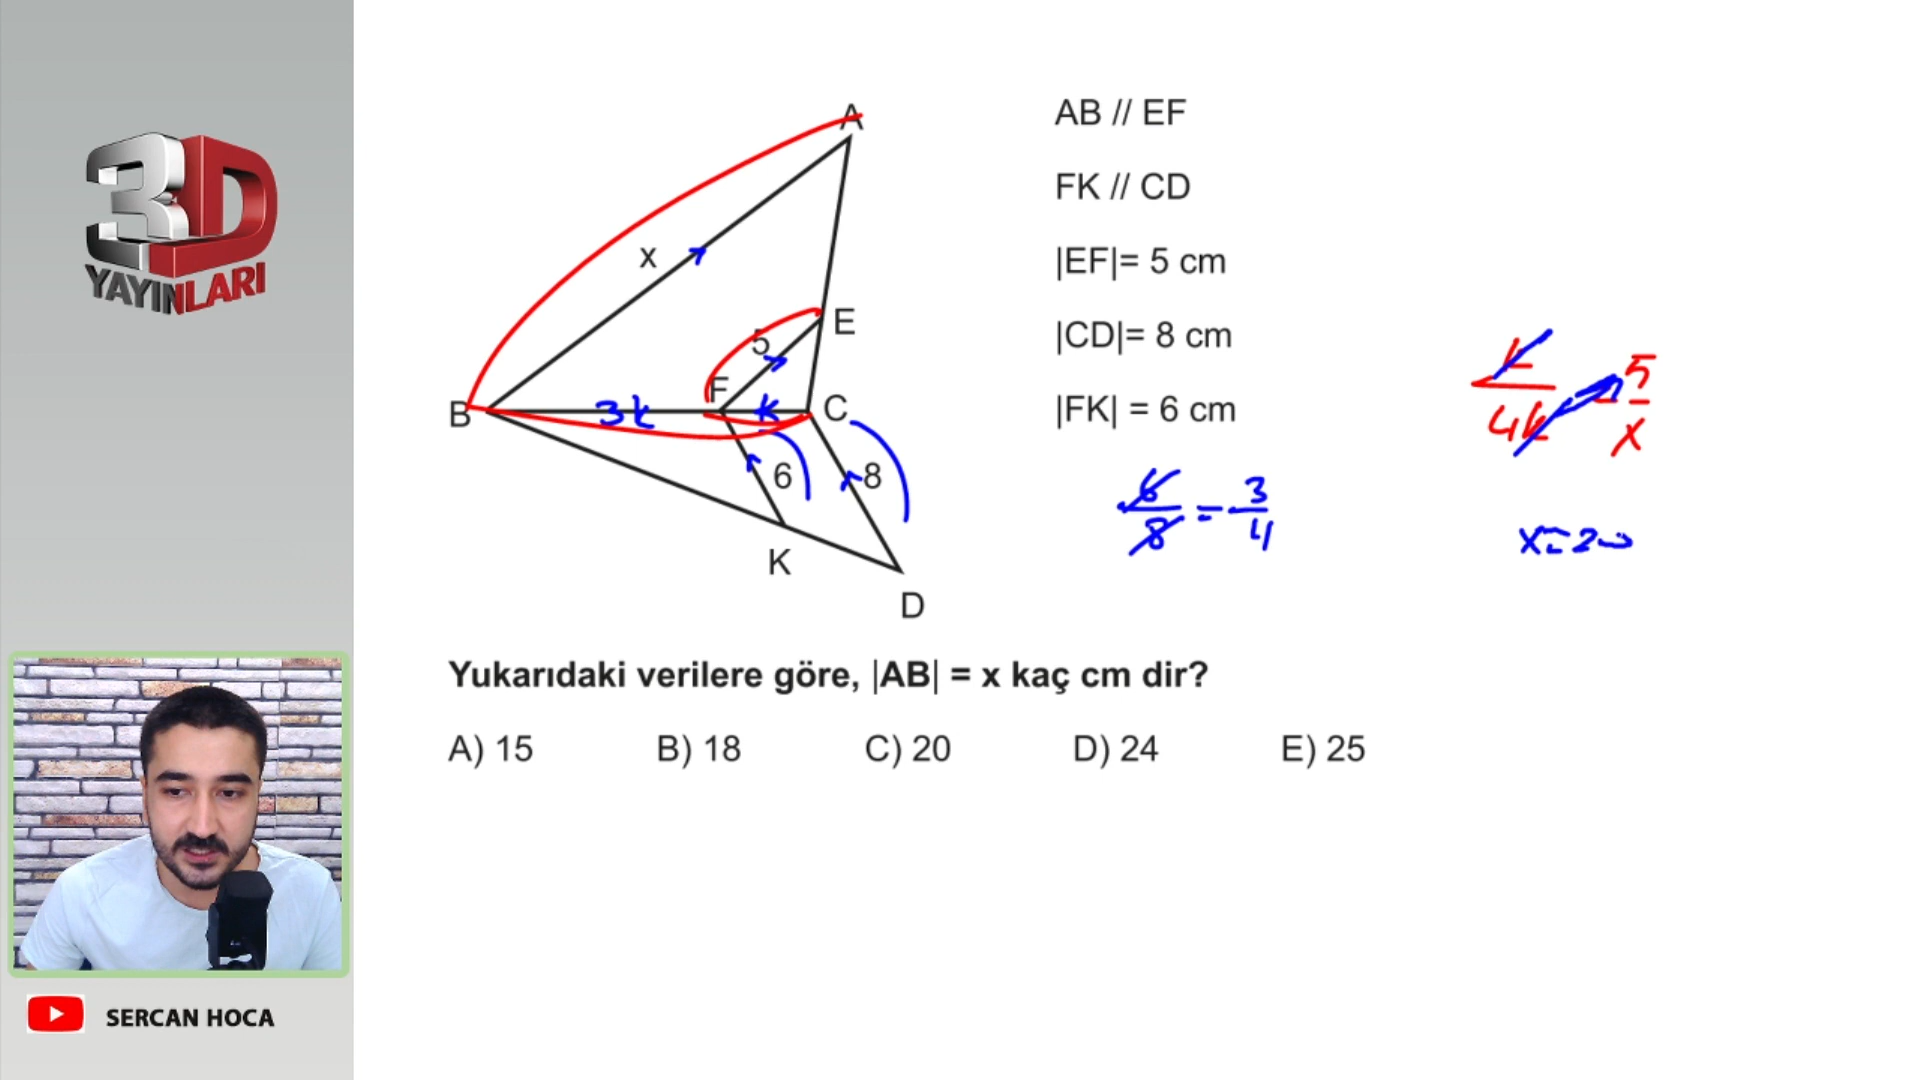 3D
YAYINLARI
A
AB // EF
FK // CD
x
|EF|= 5 cm
E
5
|CD|= 8 cm
F
B
3k
k
C
|FK| = 6 cm
k/4k = 5/x
6
8
6/8 = 3/4
x=20
K
D
Yukarıdaki verilere göre, |AB| = x kaç cm dir?
A) 15 B) 18 C) 20 D) 24 E) 25
SERCAN HOCA